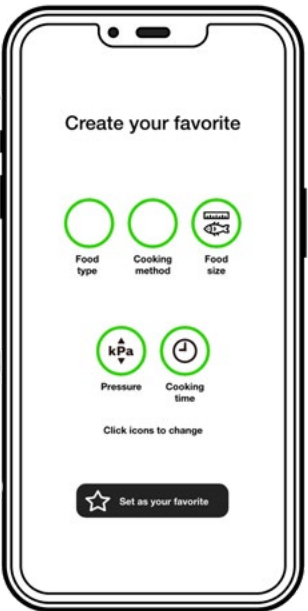 Create your favorite
Food
type
Cooking
method
Food
size
kPa
Pressure
Cooking
time
Click icons to change
Set as your favorite